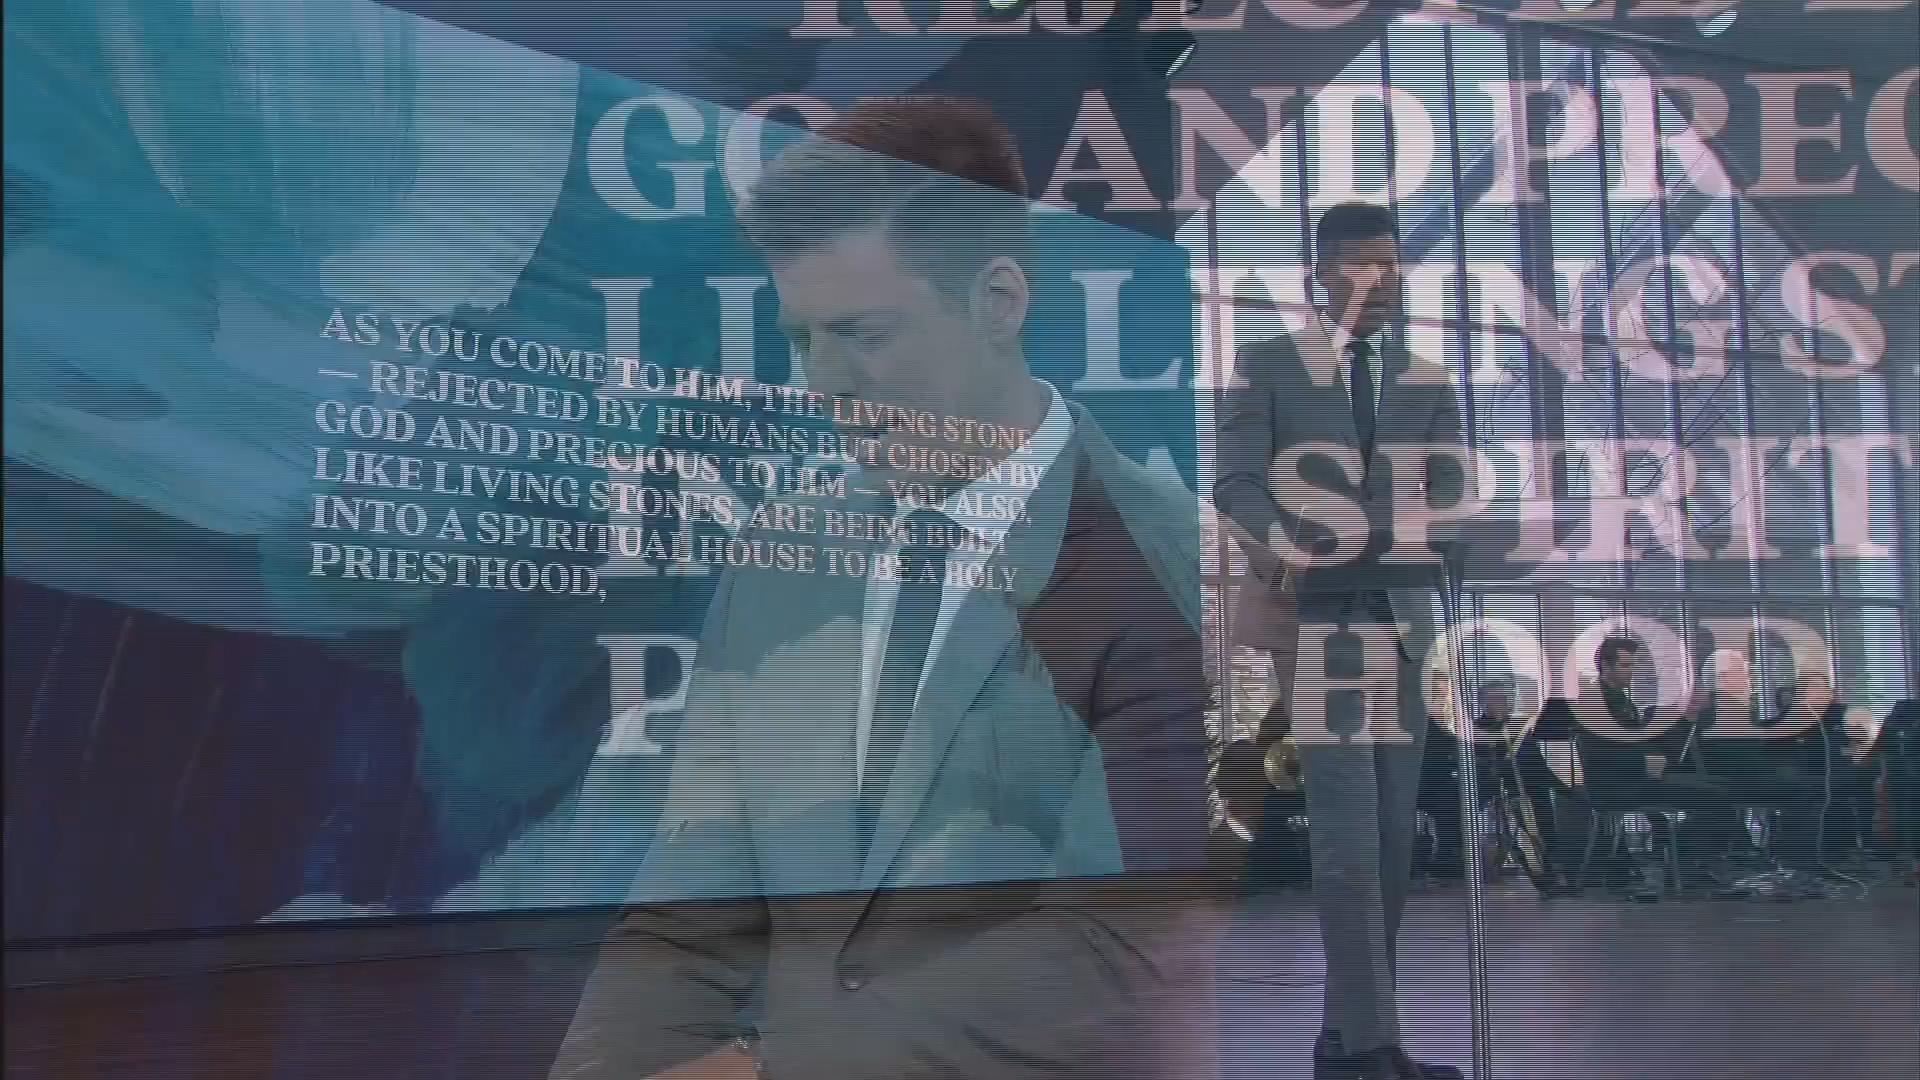 AS YOU COME TO HIM, THE LIVING STONE
— REJECTED BY HUMANS BUT CHOSEN BY
GOD AND PRECIOUS TO HIM — YOU ALSO,
LIKE LIVING STONES, ARE BEING BUILT
INTO A SPIRITUAL HOUSE TO BE A HOLY
PRIESTHOOD,
AND
LIVING
SPIRIT
HOOD